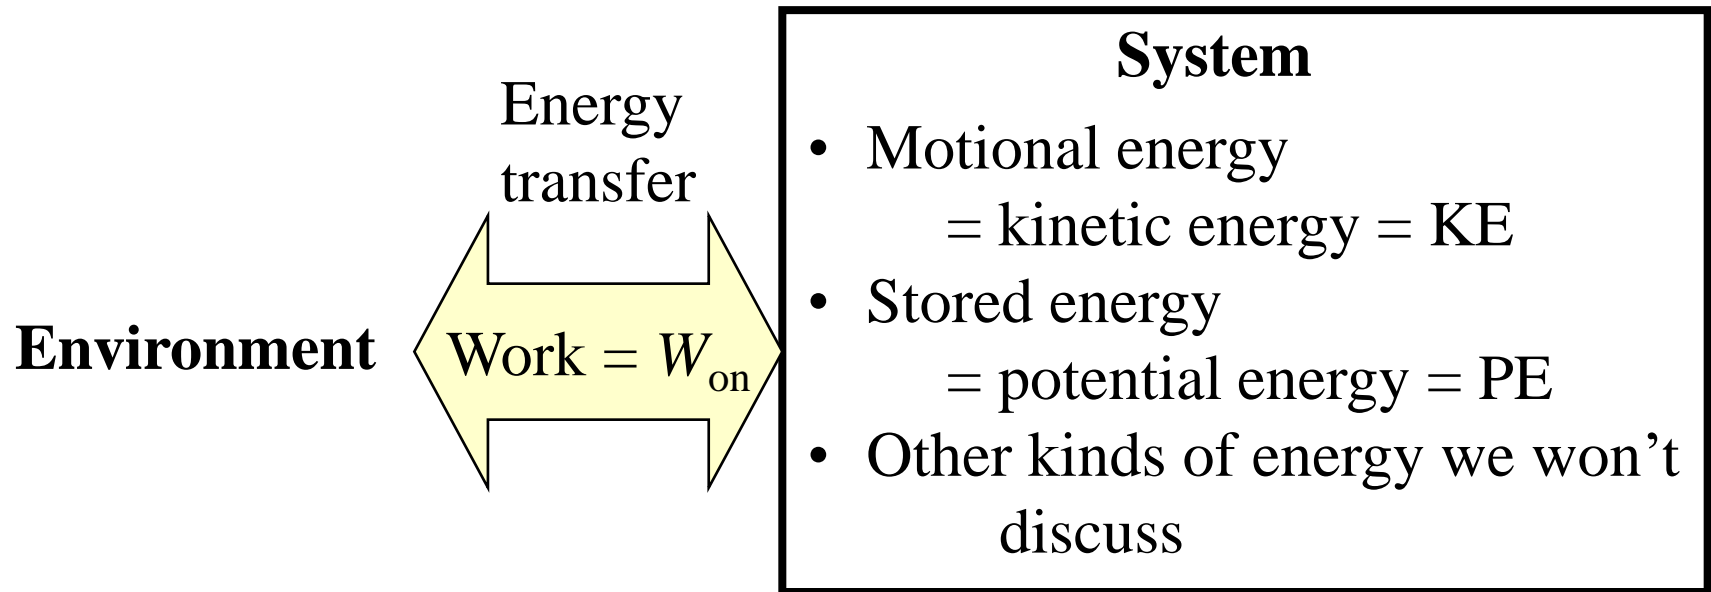 Energy
transfer
Environment
Work = Won
System
• Motional energy
= kinetic energy = KE
• Stored energy
= potential energy = PE
• Other kinds of energy we won’t
discuss